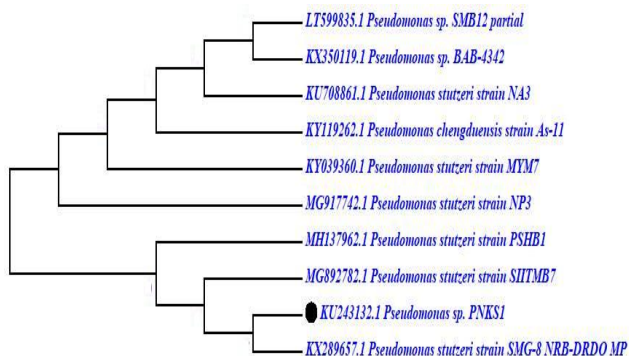 LT599835.1 Pseudomonas sp. SMB12 partial
KX350119.1 Pseudomonas sp. BAB-4342
KU708861.1 Pseudomonas stutzeri strain NA3
KY119262.1 Pseudomonas chengduensis strain As-11
KY039360.1 Pseudomonas stutzeri strain MYM7
MG917742.1 Pseudomonas stutzeri strain NP3
MH137962.1 Pseudomonas stutzeri strain PSHB1
MG892782.1 Pseudomonas stutzeri strain SIITMB7
KU243132.1 Pseudomonas sp. PNKS1
KX289657.1 Pseudomonas stutzeri strain SMG-8 NRB-DRDO MP